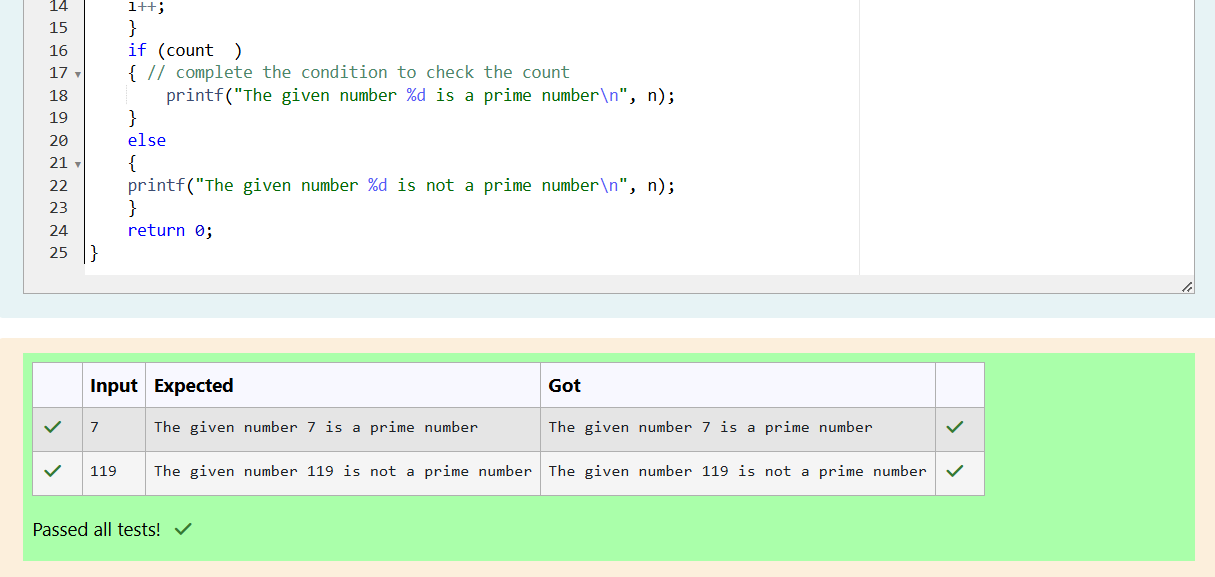 14 i++;
15 }
16 if (count  )
17 { // complete the condition to check the count
18 printf("The given number %d is a prime number\n", n);
19 }
20 else
21 {
22 printf("The given number %d is not a prime number\n", n);
23 }
24 return 0;
25 }
Input Expected Got
7 The given number 7 is a prime number The given number 7 is a prime number
119 The given number 119 is not a prime number The given number 119 is not a prime number
Passed all tests!